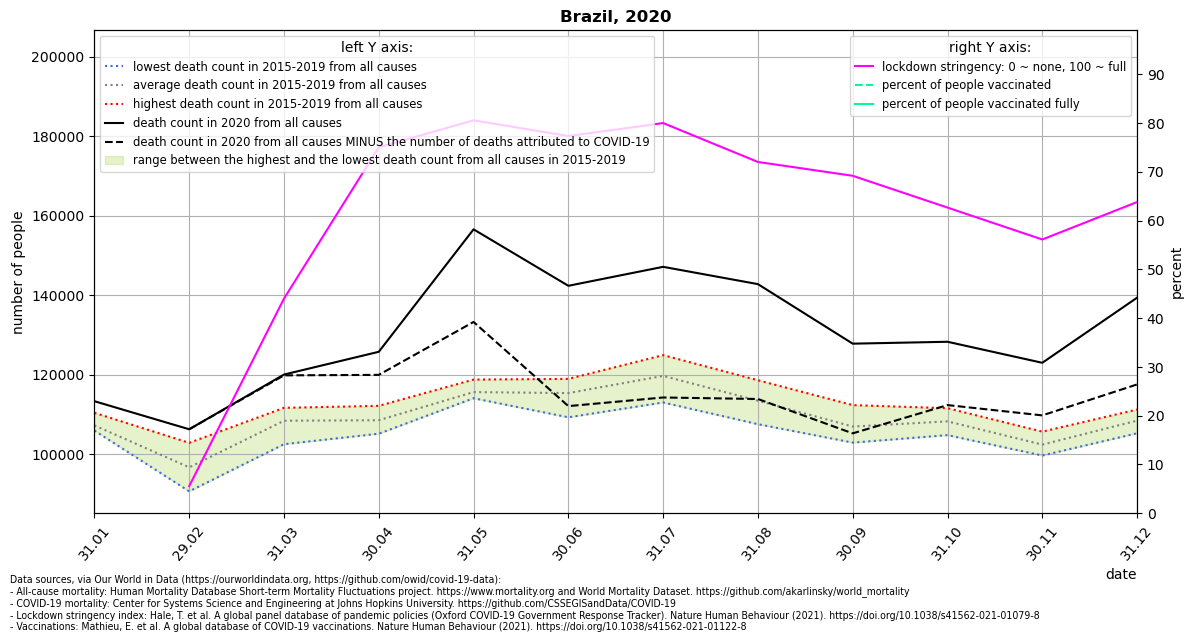 Brazil, 2020
left Y axis:
lowest death count in 2015-2019 from all causes
average death count in 2015-2019 from all causes
highest death count in 2015-2019 from all causes
death count in 2020 from all causes
death count in 2020 from all causes MINUS the number of deaths attributed to COVID-19
range between the highest and the lowest death count from all causes in 2015-2019
right Y axis:
lockdown stringency: 0 ~ none, 100 ~ full
percent of people vaccinated
percent of people vaccinated fully
number of people
200000
180000
160000
140000
120000
100000
percent
90
80
70
60
50
40
30
20
10
0
31.01
29.02
31.03
30.04
31.05
30.06
31.07
31.08
30.09
31.10
30.11
31.12
date
Data sources, via Our World in Data (https://ourworldindata.org, https://github.com/owid/covid-19-data):
- All-cause mortality: Human Mortality Database Short-term Mortality Fluctuations project. https://www.mortality.org and World Mortality Dataset. https://github.com/akarlinsky/world_mortality
- COVID-19 mortality: Center for Systems Science and Engineering at Johns Hopkins University. https://github.com/CSSEGISandData/COVID-19
- Lockdown stringency index: Hale, T. et al. A global panel database of pandemic policies (Oxford COVID-19 Government Response Tracker). Nature Human Behaviour (2021). https://doi.org/10.1038/s41562-021-01079-8
- Vaccinations: Mathieu, E. et al. A global database of COVID-19 vaccinations. Nature Human Behaviour (2021). https://doi.org/10.1038/s41562-021-01122-8